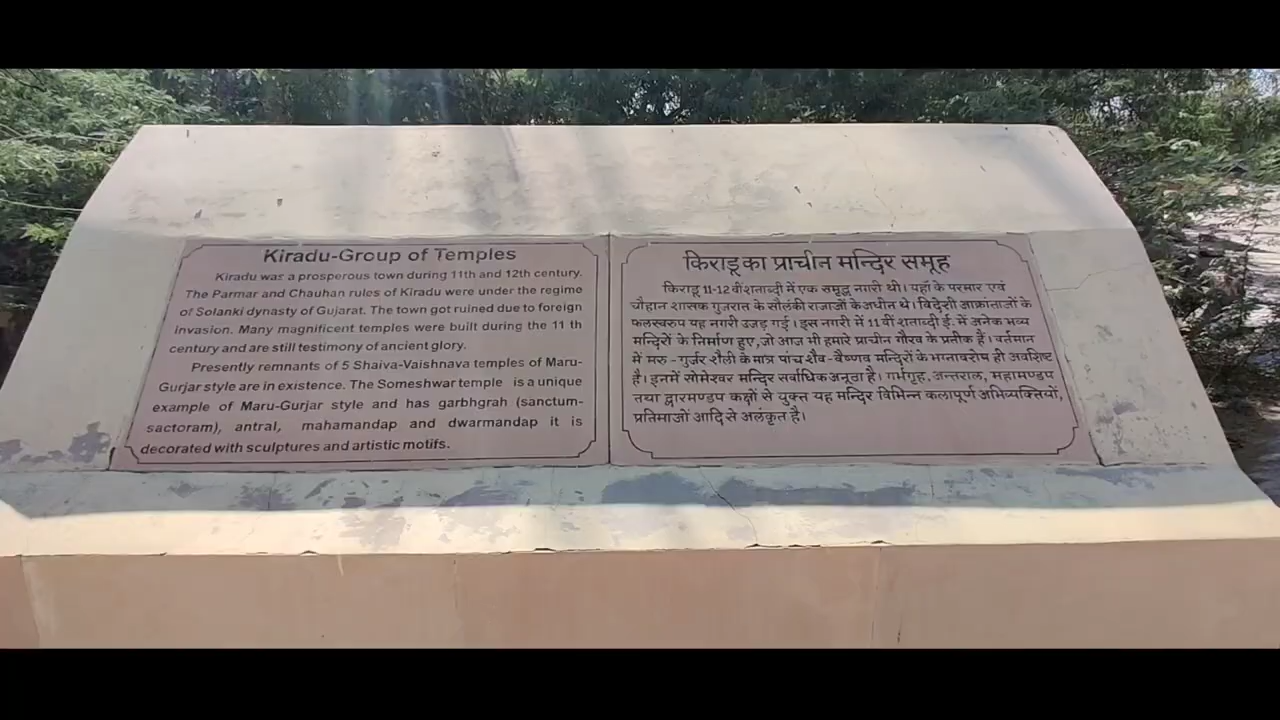 Kiradu-Group of Temples
Kiradu was a prosperous town during 11th and 12th century.
The Parmar and Chauhan rules of Kiradu were under the regime
of Solanki dynasty of Gujarat. The town got ruined due to foreign
invasion. Many magnificent temples were built during the 11 th
century and are still testimony of ancient glory.
Presently remnants of 5 Shaiva-Vaishnava temples of Maru-
Gurjar style are in existence. The Someshwar temple is a unique
example of Maru-Gurjar style and has garbhgrah (sanctum-
sactoram), antral, mahamandap and dwarmandap it is
decorated with sculptures and artistic motifs.
किराडू का प्राचीन मन्दिर समूह
किराडू 11-12 वीं शताब्दी में एक समृद्ध नगरी थी। यहाँ के परमार एवं
चौहान शासक गुजरात के सौलंकी राजाओं के अधीन थे। विदेशी आक्रांताओं के
फलस्वरुप यह नगरी उजड़ गई। इस नगरी में 11 वीं शताब्दी ई. में अनेक भव्य
मन्दिरों के निर्माण हुए, जो आज भी हमारे प्राचीन गौरव के प्रतीक हैं। वर्तमान
में मरु - गुर्जर शैली के मात्र पांच शैव - वैष्णव मन्दिरों के भग्नावशेष ही अवशिष्ट
है। इनमें सोमेश्वर मन्दिर सर्वाधिक अनूठा है। गर्भगृह, अन्तराल, महामण्डप
तथा द्वारमण्डप कक्षों से युक्त यह मन्दिर विभिन्न कलापूर्ण अभिव्यक्तियों,
प्रतिमाओं आदि से अलंकृत है।